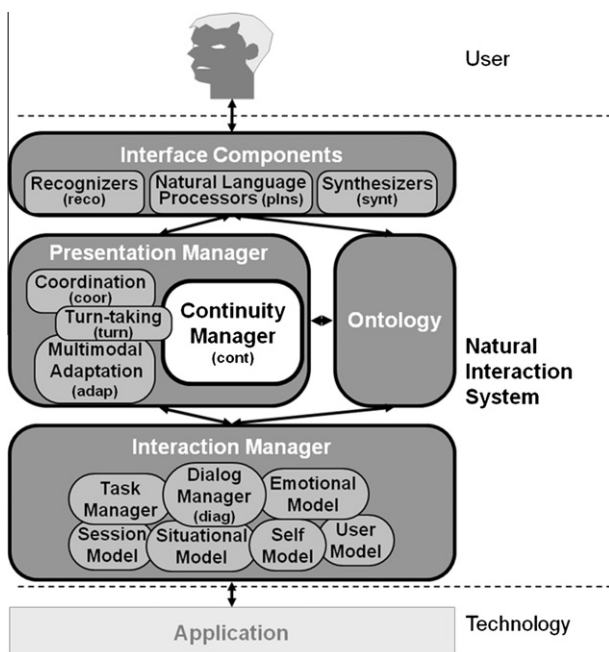 User
Interface Components
Recognizers
(reco)
Natural Language
Processors (plns)
Synthesizers
(synt)
Presentation Manager
Coordination
(coor)
Turn-taking
(turn)
Multimodal
Adaptation
(adap)
Continuity
Manager
(cont)
Ontology
Natural
Interaction
System
Interaction Manager
Task
Manager
Dialog
Manager
(diag)
Emotional
Model
Session
Model
Situational
Model
Self
Model
User
Model
Application
Technology